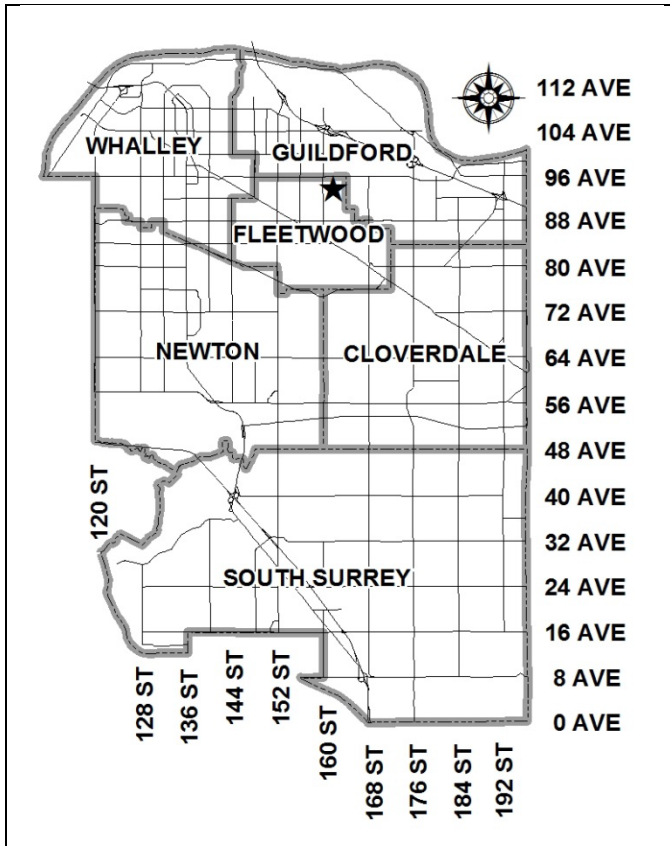 112 AVE
104 AVE
WHALLEY
GUILDFORD
96 AVE
88 AVE
FLEETWOOD
80 AVE
72 AVE
NEWTON
CLOVERDALE
64 AVE
56 AVE
48 AVE
120 ST
40 AVE
32 AVE
SOUTH SURREY
24 AVE
16 AVE
128 ST
136 ST
144 ST
152 ST
160 ST
8 AVE
0 AVE
168 ST
176 ST
184 ST
192 ST